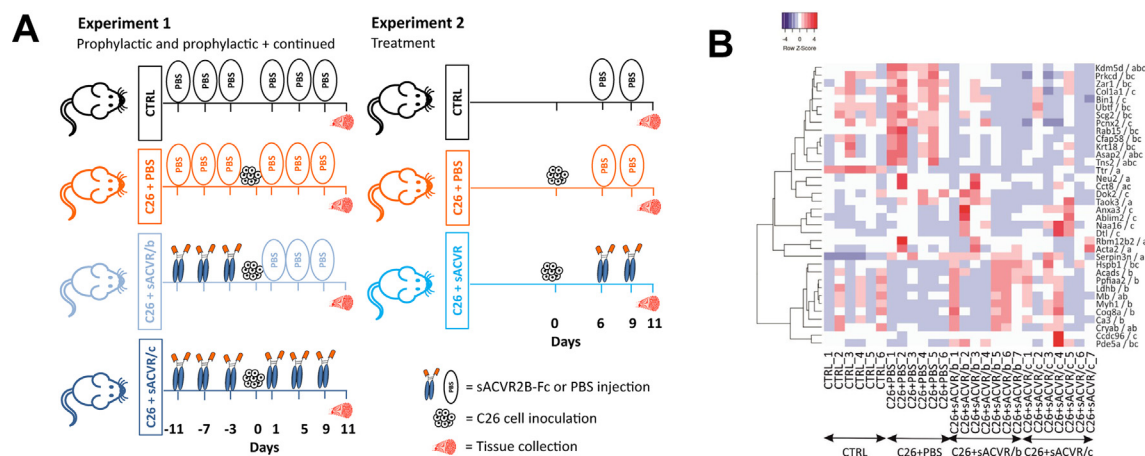 A
Experiment 1
Prophylactic and prophylactic + continued
CTRL
PBS PBS PBS PBS PBS PBS
C26 + PBS
PBS PBS PBS PBS PBS PBS
C26 + sACVR/b
PBS PBS PBS
C26 + sACVR/c
-11 -7 -3 0 1 5 9 11
Days
Experiment 2
Treatment
CTRL
PBS PBS
C26 + PBS
PBS PBS
C26 + sACVR
0 6 9 11
Days
PBS = sACVR2B-Fc or PBS injection
= C26 cell inoculation
= Tissue collection
B
-4 0 4
Row Z-Score
Kdm5d / abc
Prkcd / bc
Zar1 / bc
Col1a1 / c
Bin1 / c
Ubtf / bc
Scg2 / bc
Pcnx2 / c
Rab15 / bc
Cfap58 / bc
Krt18 / bc
Asap2 / abc
Tns2 / abc
Ttr / a
Neu2 / a
Cct8 / ac
Dok2 / c
Taok3 / a
Anxa3 / c
Ablim2 / c
Naa16 / c
Dtl / c
Rbm12b2 / a
Acta2 / a
Serpin3n / a
Hspb1 / bc
Acads / b
Ppfiaa2 / b
Ldhb / b
Mb / ab
Myh1 / b
Coq8a / b
Ca3 / b
Cryab / ab
Ccdc96 / c
Pde5a / bc
CTRL_1
CTRL_2
CTRL_3
CTRL_4
CTRL_5
CTRL_6
C26+PBS_1
C26+PBS_2
C26+PBS_3
C26+PBS_4
C26+PBS_5
C26+PBS_6
C26+sACVR/b_1
C26+sACVR/b_2
C26+sACVR/b_3
C26+sACVR/b_4
C26+sACVR/b_5
C26+sACVR/b_6
C26+sACVR/b_7
C26+sACVR/c_1
C26+sACVR/c_2
C26+sACVR/c_3
C26+sACVR/c_4
C26+sACVR/c_5
C26+sACVR/c_6
C26+sACVR/c_7
CTRL C26+PBS C26+sACVR/b C26+sACVR/c